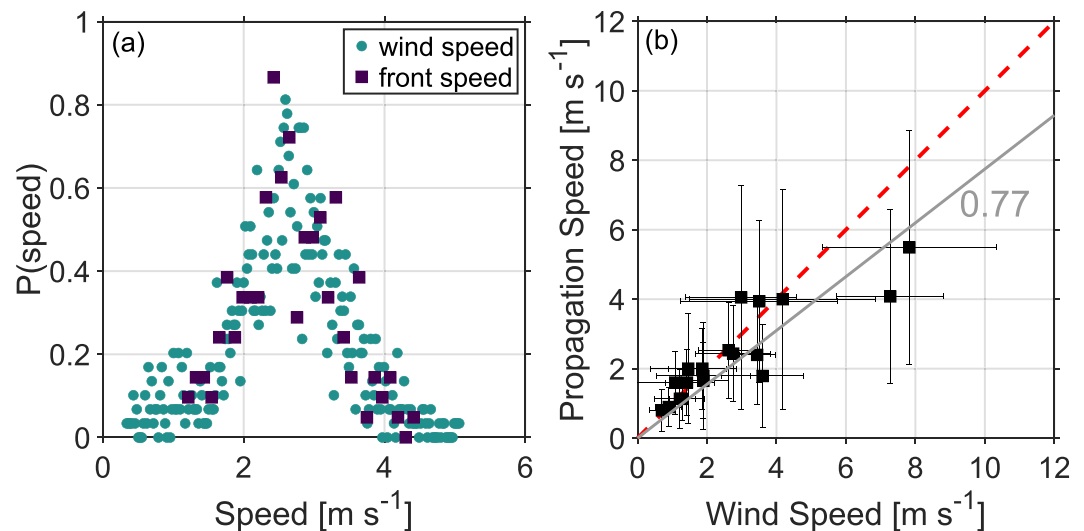 (a)
wind speed
front speed
P(speed)
1
0.8
0.6
0.4
0.2
0
0 2 4 6
Speed [m s-1]
(b)
0.77
Propagation Speed [m s-1]
12
10
8
6
4
2
0
0 2 4 6 8 10 12
Wind Speed [m s-1]